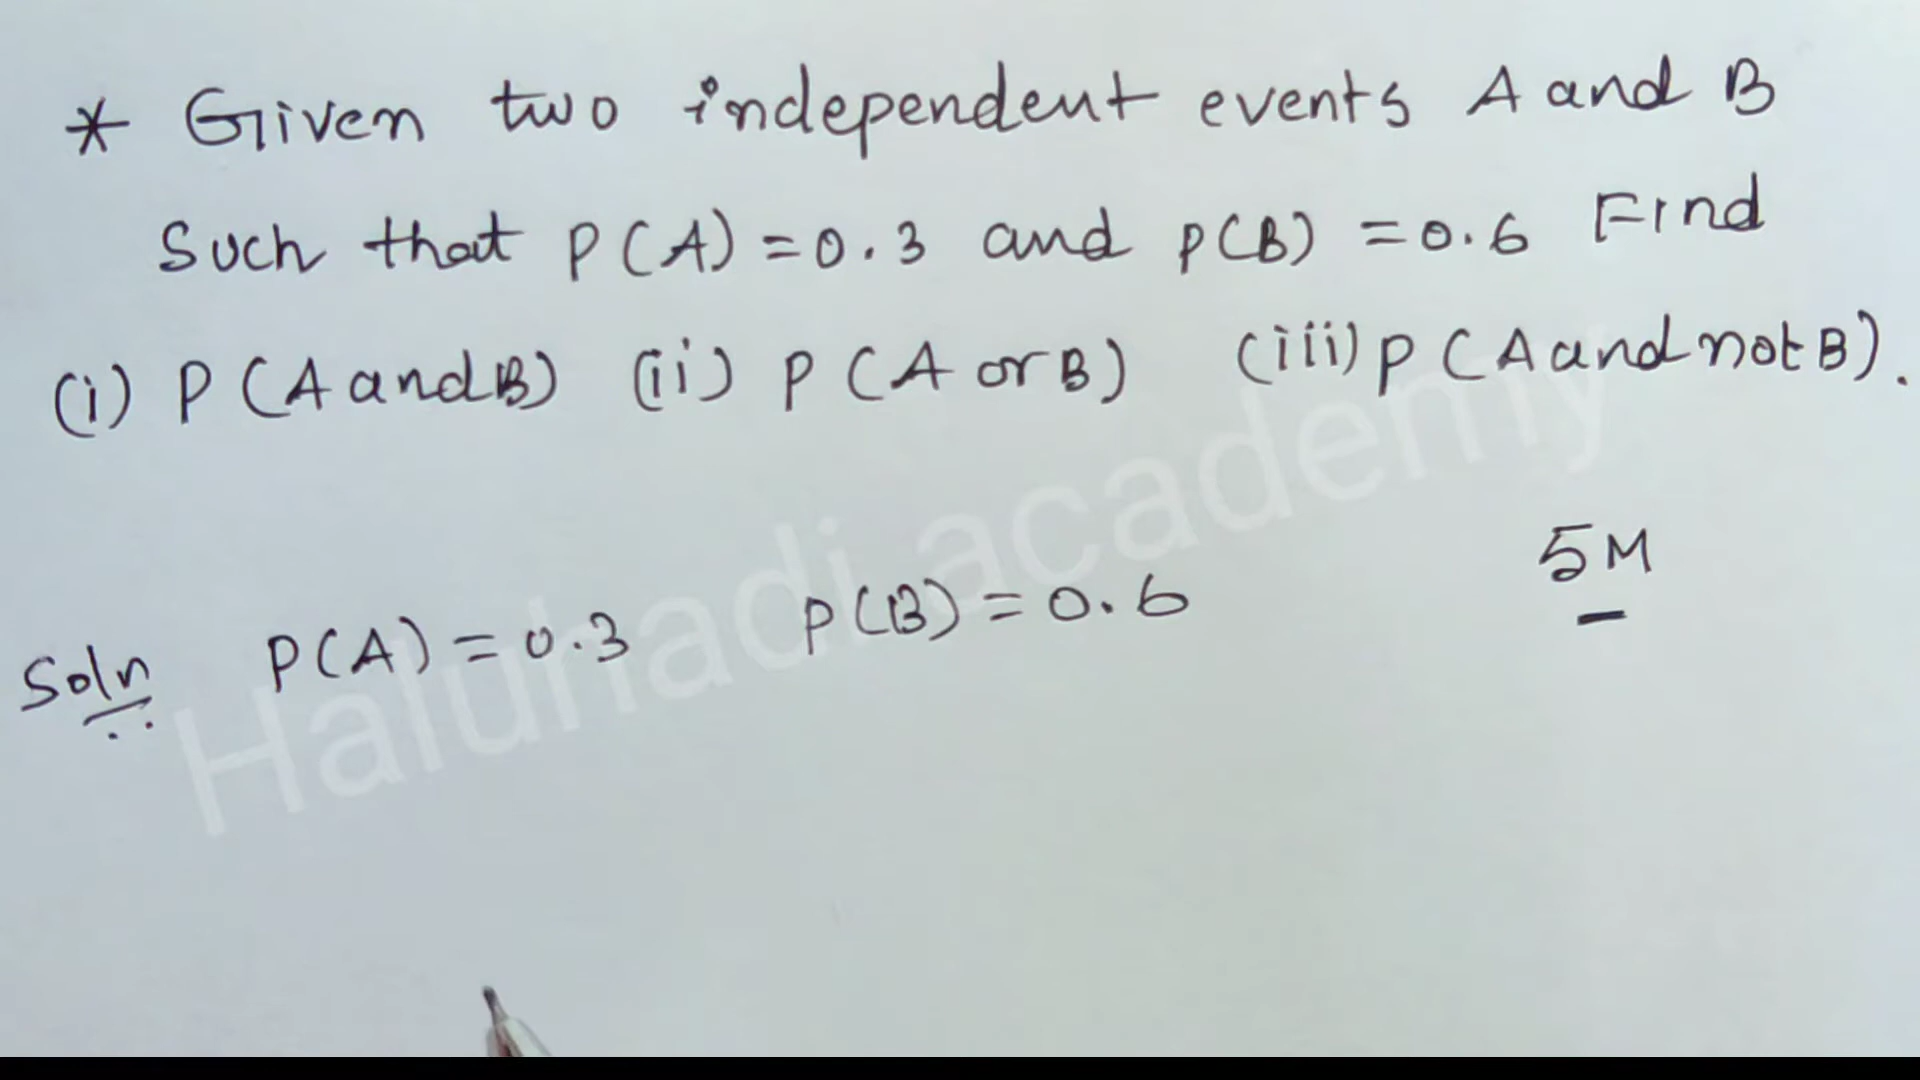 * Given two independent events A and B
Such that P(A) = 0.3 and P(B) = 0.6 Find
(i) P(A and B) (ii) P(A or B) (iii) P(A and not B).
5M
Soln P(A) = 0.3 P(B) = 0.6
Halunadi academy